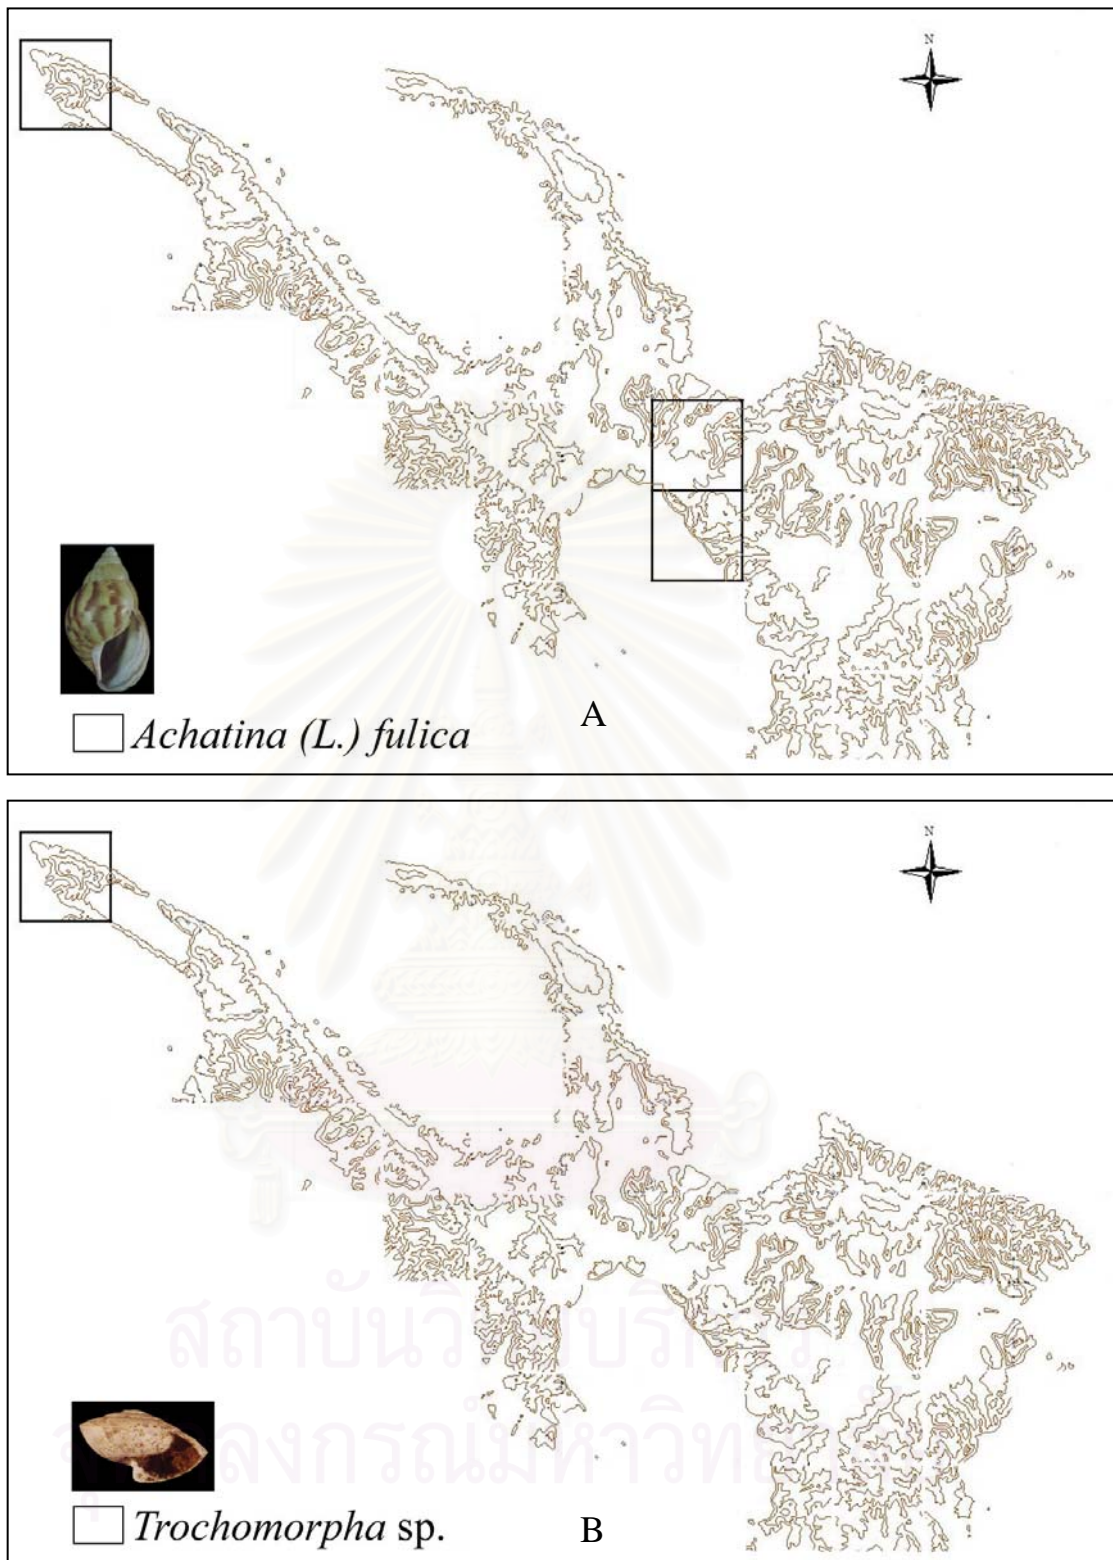 N
A
Achatina (L.) fulica
N
สถาบันวิทยบริการ
จุฬาลงกรณ์มหาวิทยาลัย
Trochomorpha sp.
B